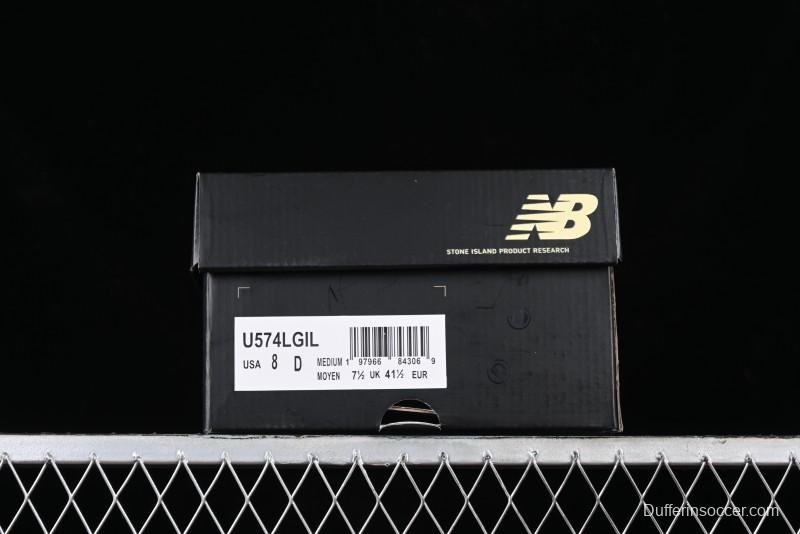 NB
STONE ISLAND PRODUCT RESEARCH
U574LGIL
USA 8 D MEDIUM 1 97966 84306 9
MOYEN 7½ UK 41½ EUR
Dufferinsoccer.com